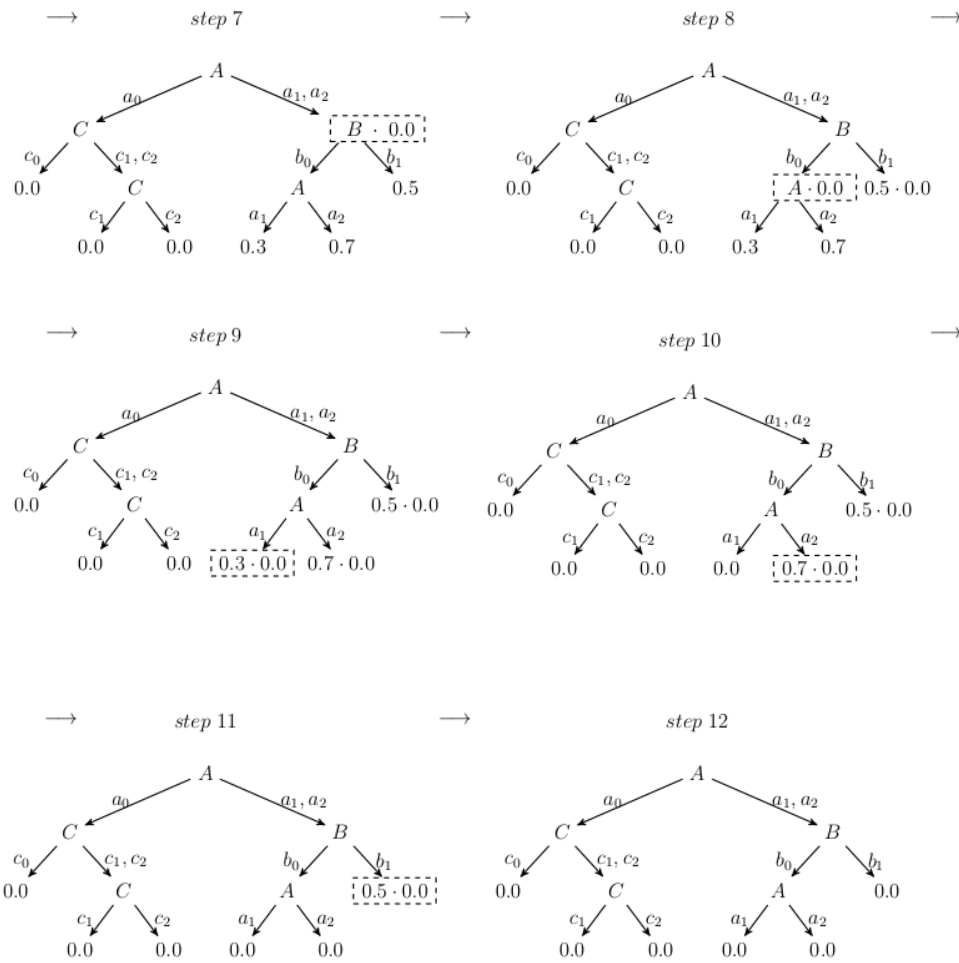 ⟶ step 7 ⟶ step 8 ⟶
A A
a₀ a₁, a₂ a₀ a₁, a₂
C B · 0.0 C B
c₀ c₁, c₂ b₀ b₁ c₀ c₁, c₂ b₀ b₁
0.0 C A 0.5 0.0 C A · 0.0 0.5 · 0.0
c₁ c₂ a₁ a₂ c₁ c₂ a₁ a₂
0.0 0.0 0.3 0.7 0.0 0.0 0.3 0.7
⟶ step 9 ⟶ step 10 ⟶
A A
a₀ a₁, a₂ a₀ a₁, a₂
C B C B
c₀ c₁, c₂ b₀ b₁ c₀ c₁, c₂ b₀ b₁
0.0 C A 0.5 · 0.0 0.0 C A 0.5 · 0.0
c₁ c₂ a₁ a₂ c₁ c₂ a₁ a₂
0.0 0.0 0.3 · 0.0 0.7 · 0.0 0.0 0.0 0.0 0.7 · 0.0
⟶ step 11 ⟶ step 12
A A
a₀ a₁, a₂ a₀ a₁, a₂
C B C B
c₀ c₁, c₂ b₀ b₁ c₀ c₁, c₂ b₀ b₁
0.0 C A 0.5 · 0.0 0.0 C A 0.0
c₁ c₂ a₁ a₂ c₁ c₂ a₁ a₂
0.0 0.0 0.0 0.0 0.0 0.0 0.0 0.0